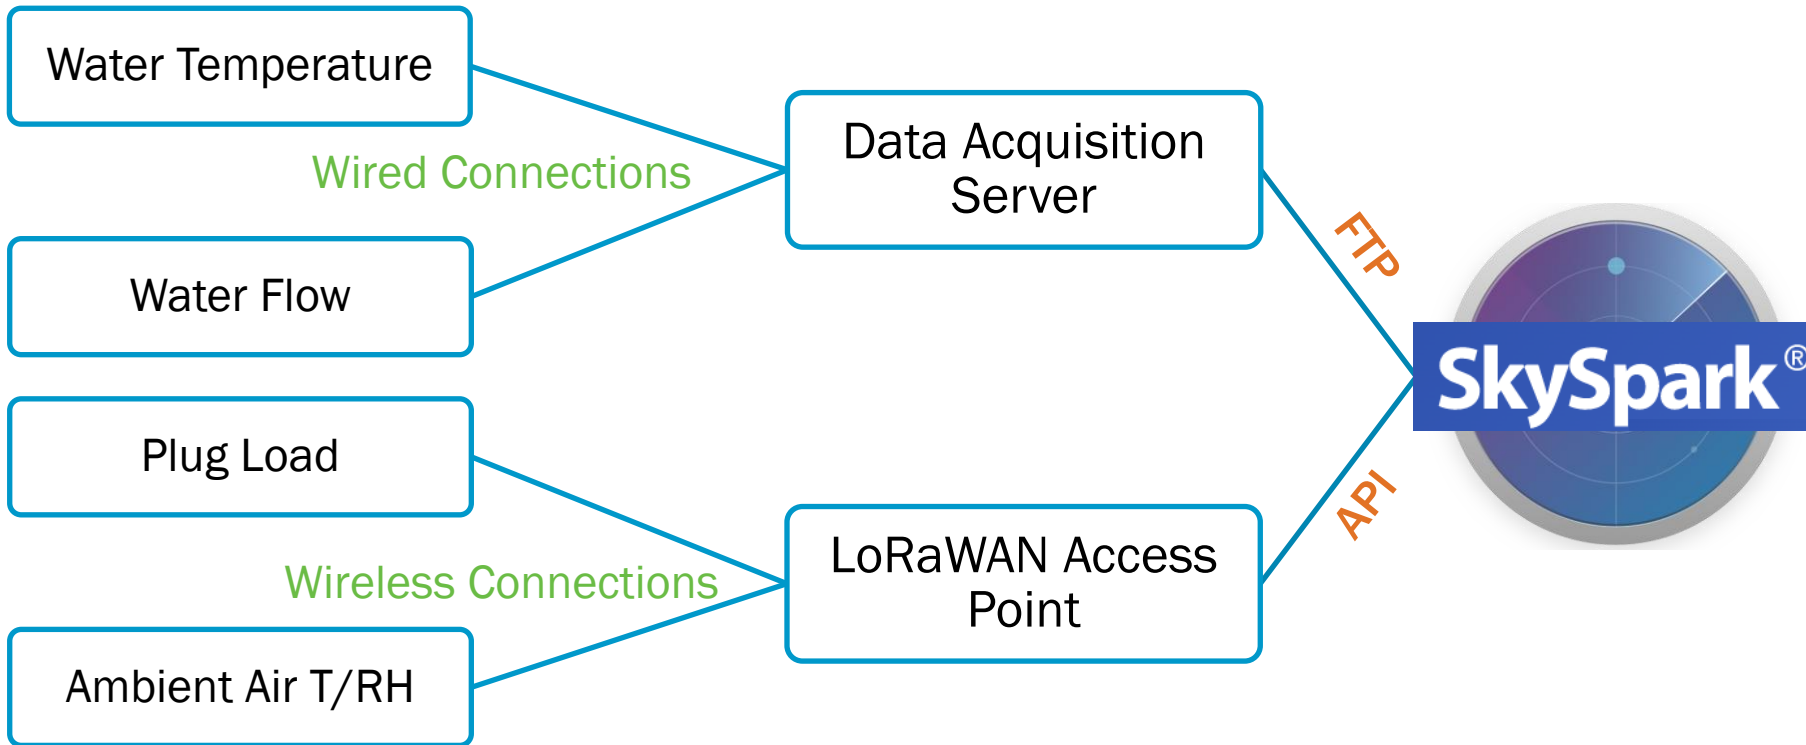 Water Temperature
Wired Connections
Water Flow
Plug Load
Wireless Connections
Ambient Air T/RH
Data Acquisition
Server
LoRaWAN Access
Point
FTP
API
SkySpark®